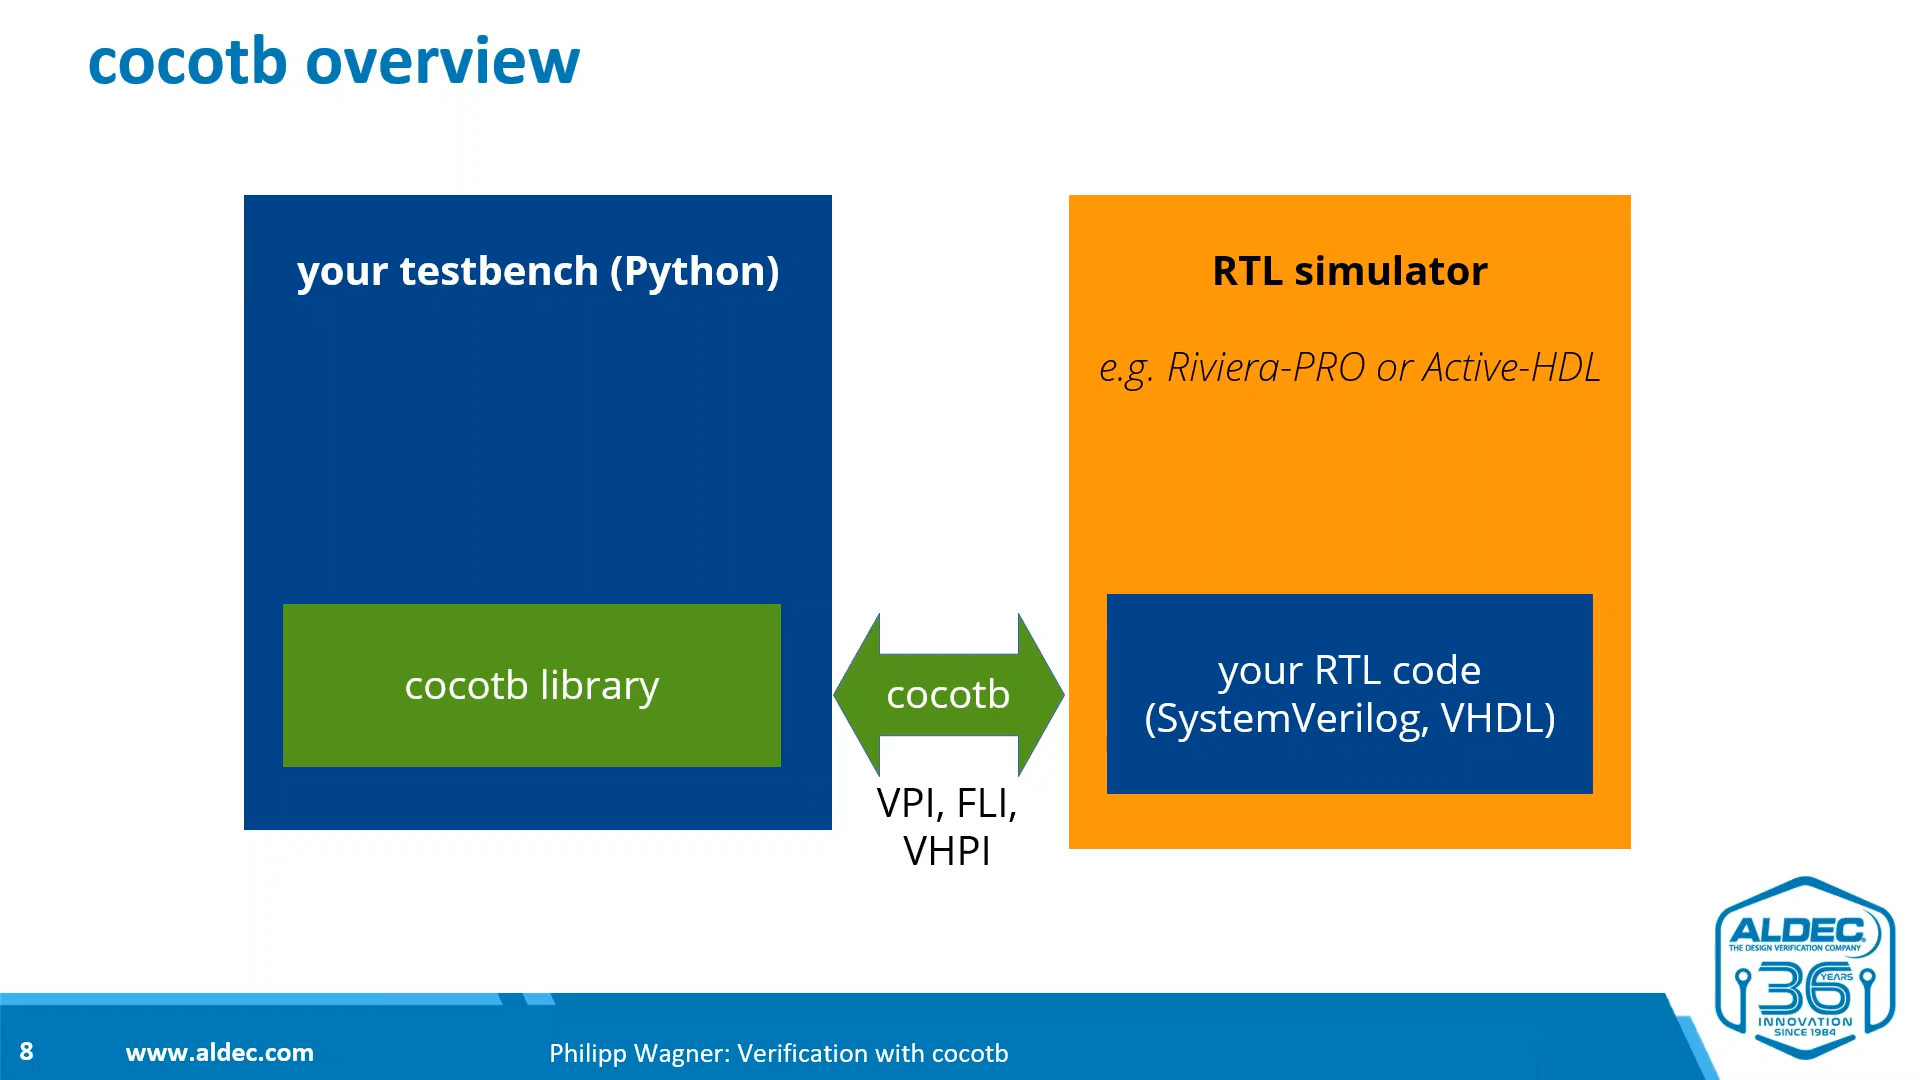 cocotb overview
your testbench (Python)
RTL simulator
e.g. Riviera-PRO or Active-HDL
cocotb library
cocotb
your RTL code
(SystemVerilog, VHDL)
VPI, FLI,
VHPI
ALDEC
THE DESIGN VERIFICATION COMPANY
36
YEARS
INNOVATION
SINCE 1984
8
www.aldec.com
Philipp Wagner: Verification with cocotb